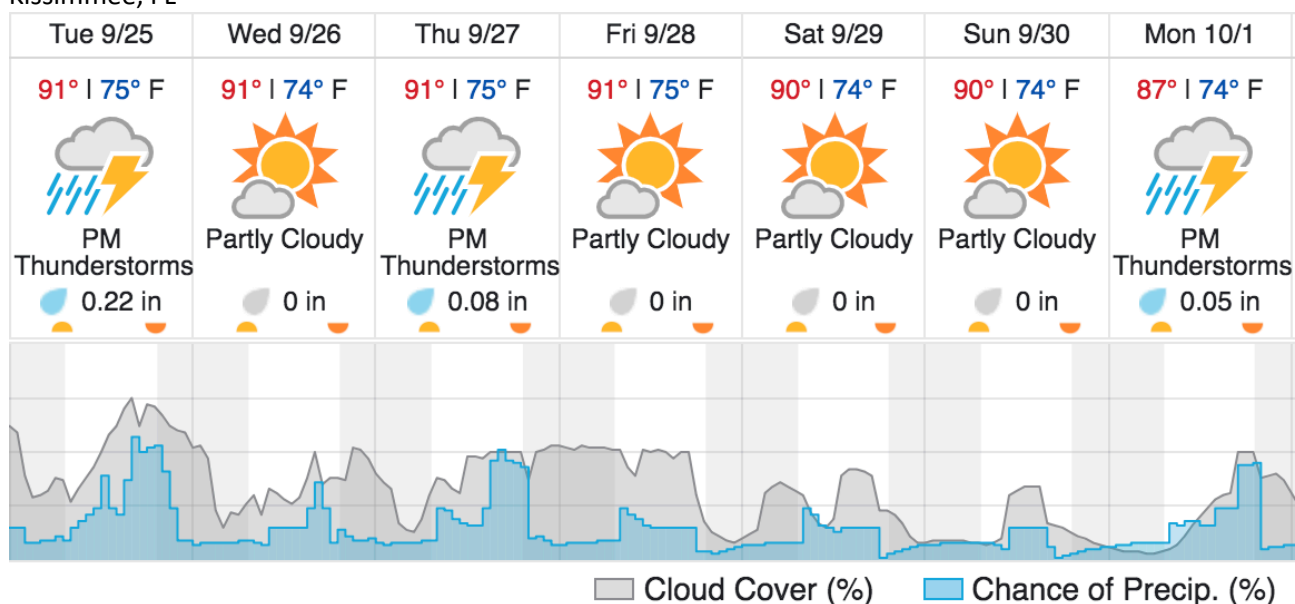 Kissimmee, FL
Tue 9/25 Wed 9/26 Thu 9/27 Fri 9/28 Sat 9/29 Sun 9/30 Mon 10/1
91° | 75° F 91° | 74° F 91° | 75° F 91° | 75° F 90° | 74° F 90° | 74° F 87° | 74° F
PM Partly Cloudy PM Partly Cloudy Partly Cloudy Partly Cloudy PM
Thunderstorms Thunderstorms Thunderstorms
0.22 in 0 in 0.08 in 0 in 0 in 0 in 0.05 in
Cloud Cover (%) Chance of Precip. (%)